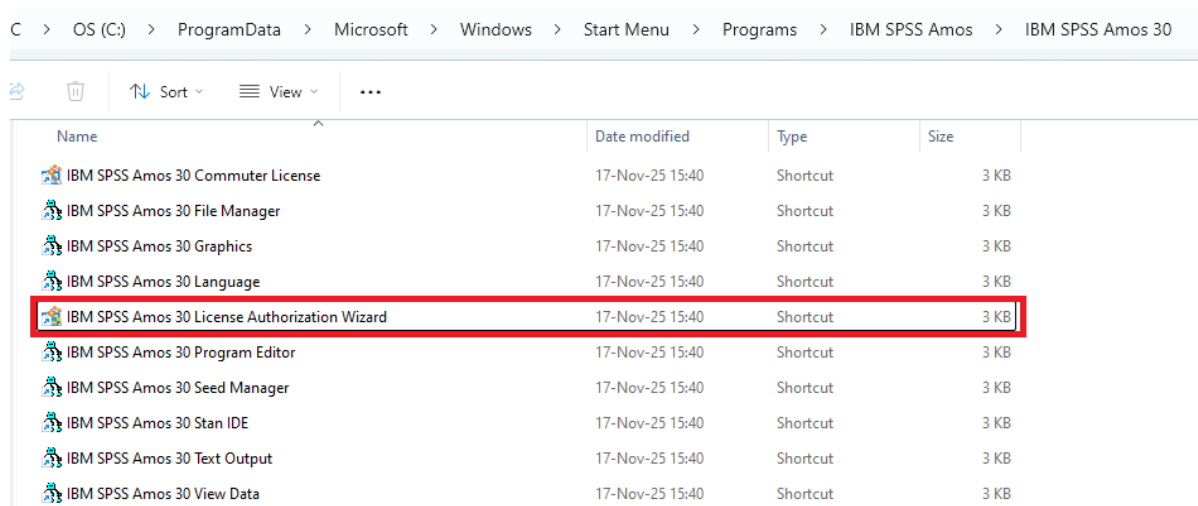 C > OS (C:) > ProgramData > Microsoft > Windows > Start Menu > Programs > IBM SPSS Amos > IBM SPSS Amos 30
Sort View ...
Name Date modified Type Size
IBM SPSS Amos 30 Commuter License 17-Nov-25 15:40 Shortcut 3 KB
IBM SPSS Amos 30 File Manager 17-Nov-25 15:40 Shortcut 3 KB
IBM SPSS Amos 30 Graphics 17-Nov-25 15:40 Shortcut 3 KB
IBM SPSS Amos 30 Language 17-Nov-25 15:40 Shortcut 3 KB
IBM SPSS Amos 30 License Authorization Wizard 17-Nov-25 15:40 Shortcut 3 KB
IBM SPSS Amos 30 Program Editor 17-Nov-25 15:40 Shortcut 3 KB
IBM SPSS Amos 30 Seed Manager 17-Nov-25 15:40 Shortcut 3 KB
IBM SPSS Amos 30 Stan IDE 17-Nov-25 15:40 Shortcut 3 KB
IBM SPSS Amos 30 Text Output 17-Nov-25 15:40 Shortcut 3 KB
IBM SPSS Amos 30 View Data 17-Nov-25 15:40 Shortcut 3 KB